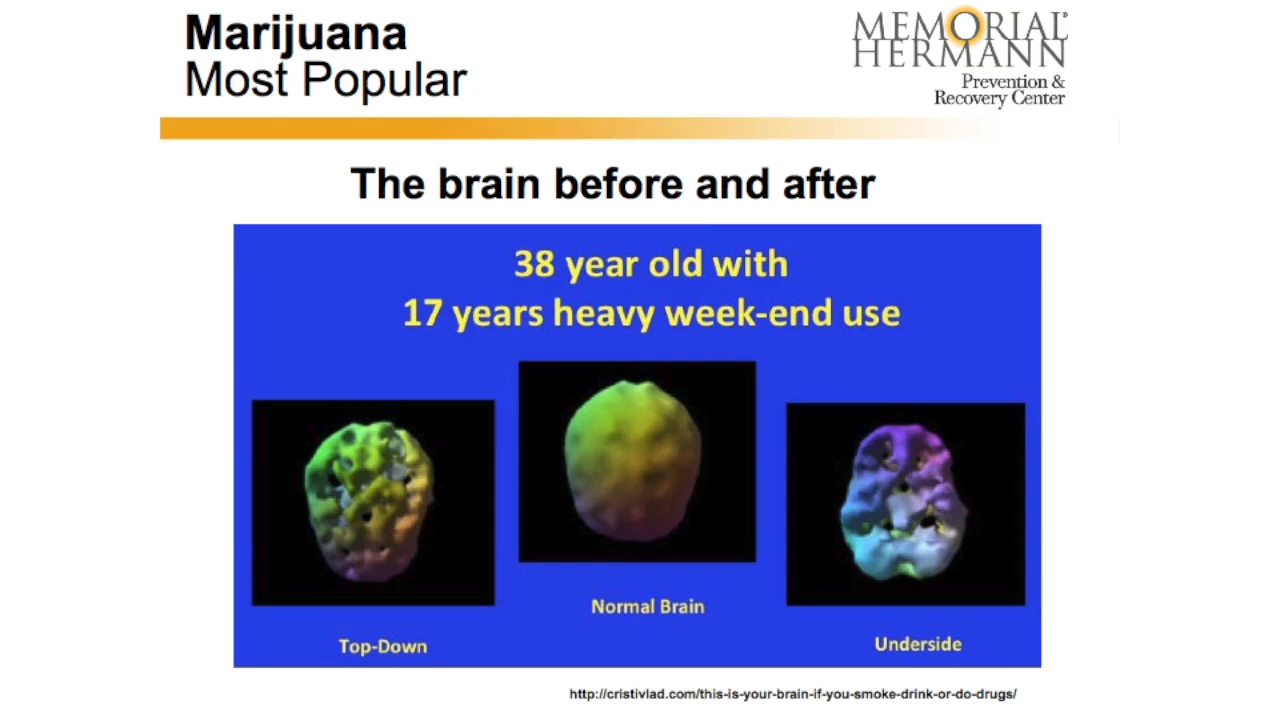 Marijuana
Most Popular
MEMORIAL®
HERMANN
Prevention &
Recovery Center
The brain before and after
38 year old with
17 years heavy week-end use
Normal Brain
Top-Down
Underside
http://cristivlad.com/this-is-your-brain-if-you-smoke-drink-or-do-drugs/